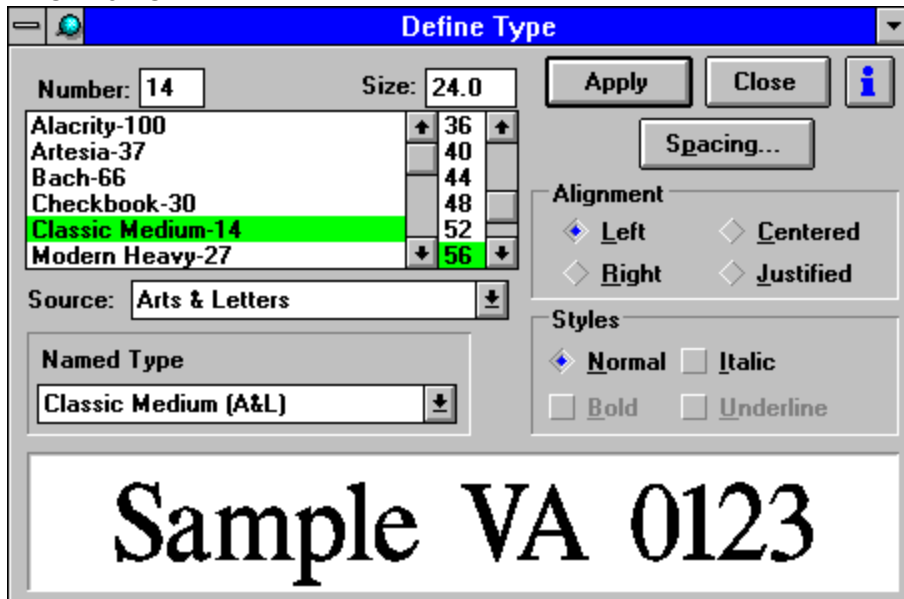 Define Type
Number: 14
Size: 24.0
Apply
Close
i
Alacrity-100
Artesia-37
Bach-66
Checkbook-30
Classic Medium-14
Modern Heavy-27
36
40
44
48
52
56
Spacing...
Alignment
Left
Centered
Right
Justified
Source: Arts & Letters
Styles
Normal
Italic
Bold
Underline
Named Type
Classic Medium (A&L)
Sample VA 0123